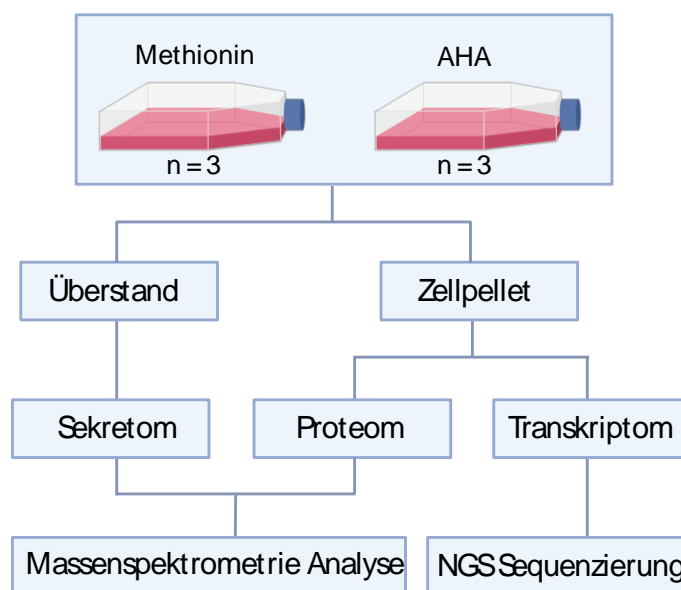 Methionin
AHA
n = 3
n = 3
Überstand
Zellpellet
Sekretom
Proteom
Transkriptom
Massenspektrometrie Analyse
NGS Sequenzierung